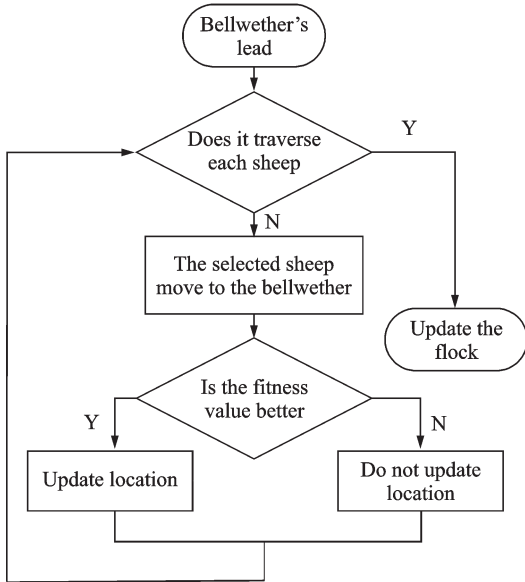 Bellwether's
lead
Does it traverse
each sheep
Y
N
The selected sheep
move to the bellwether
Update the
flock
Is the fitness
value better
Y
N
Update location
Do not update
location